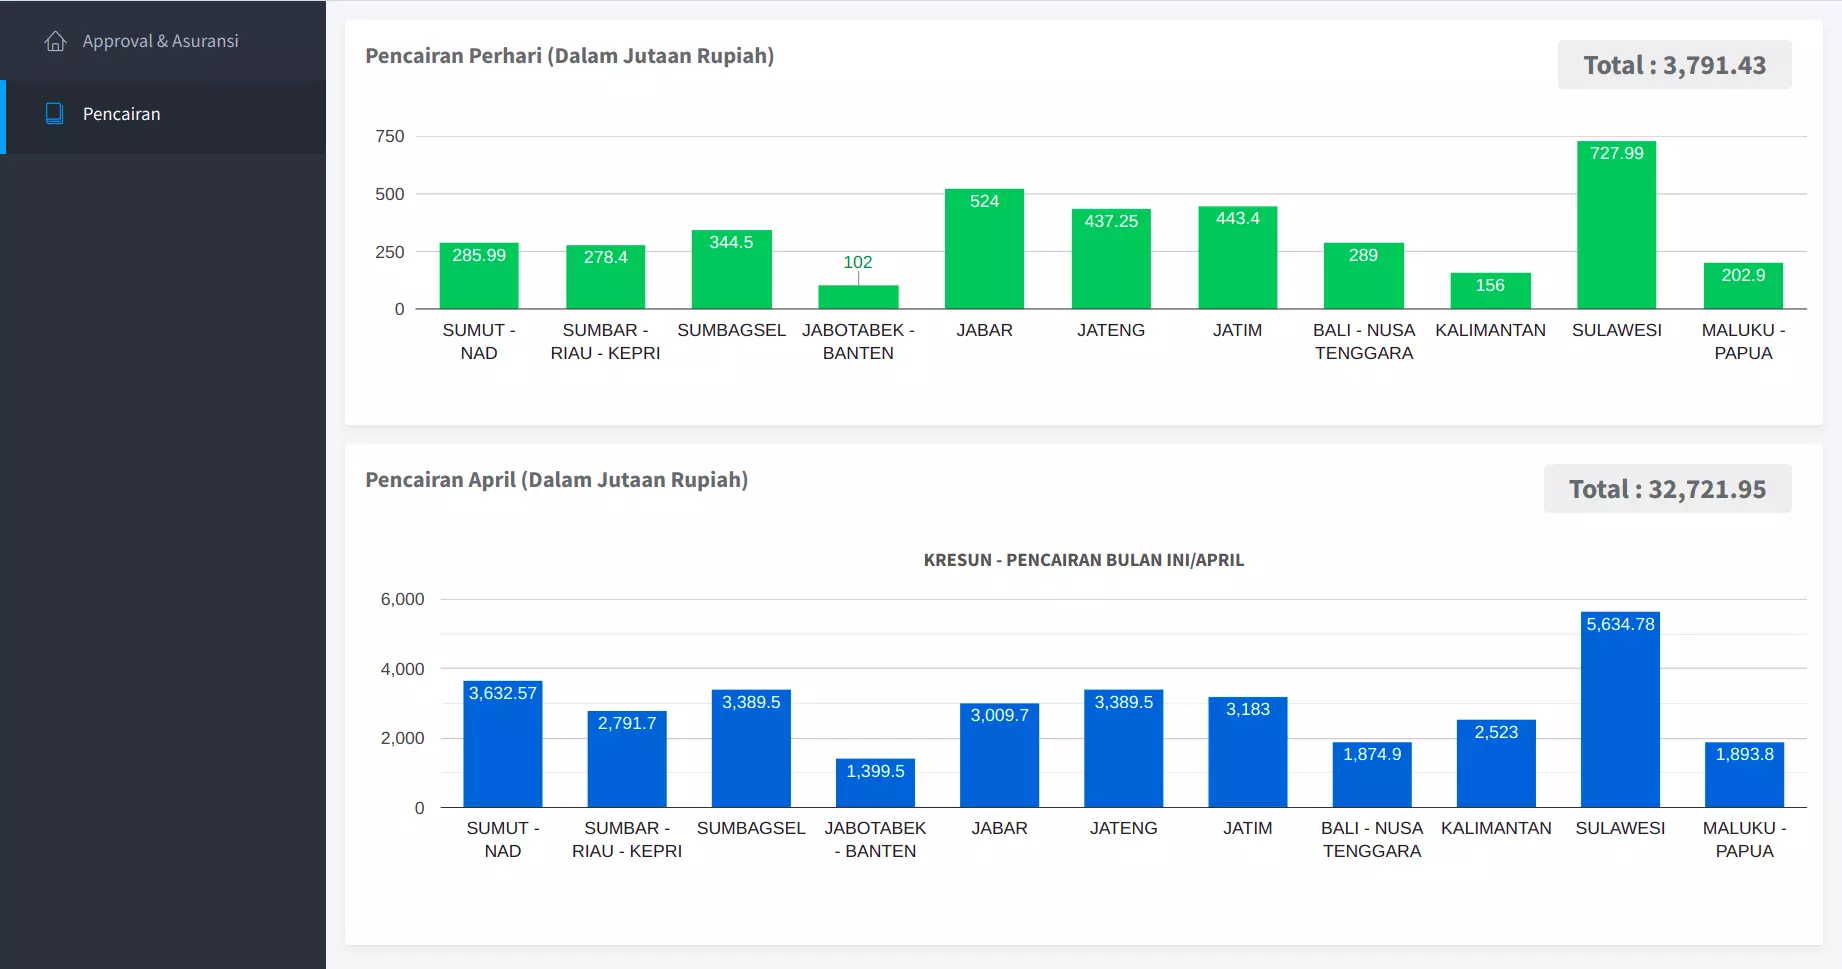 Approval & Asuransi
Pencairan
Pencairan Perhari (Dalam Jutaan Rupiah)
Total : 3,791.43
750
500
250
0
285.99
278.4
344.5
102
524
437.25
443.4
289
156
727.99
202.9
SUMUT -
NAD
SUMBAR -
RIAU - KEPRI
SUMBAGSEL
JABOTABEK -
BANTEN
JABAR
JATENG
JATIM
BALI - NUSA
TENGGARA
KALIMANTAN
SULAWESI
MALUKU -
PAPUA
Pencairan April (Dalam Jutaan Rupiah)
Total : 32,721.95
KRESUN - PENCAIRAN BULAN INI/APRIL
6,000
4,000
2,000
0
3,632.57
2,791.7
3,389.5
1,399.5
3,009.7
3,389.5
3,183
1,874.9
2,523
5,634.78
1,893.8
SUMUT -
NAD
SUMBAR -
RIAU - KEPRI
SUMBAGSEL
JABOTABEK
- BANTEN
JABAR
JATENG
JATIM
BALI - NUSA
TENGGARA
KALIMANTAN
SULAWESI
MALUKU -
PAPUA